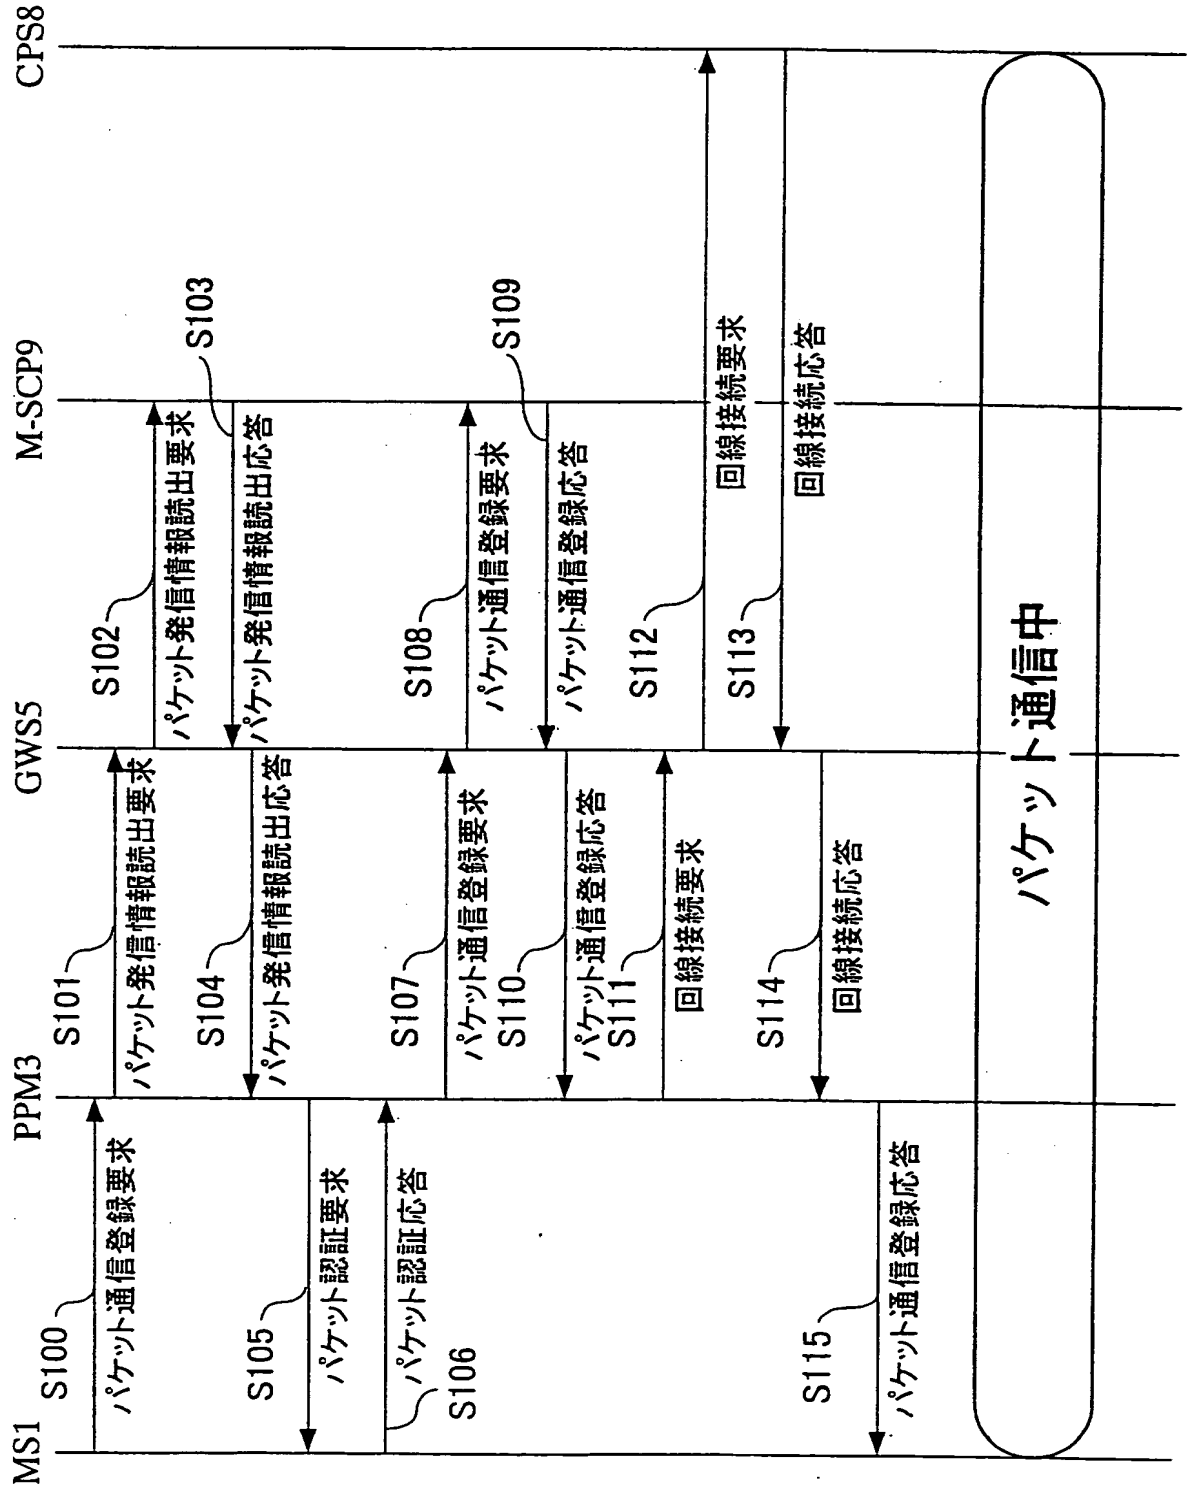 MS1
PPM3
GWS5
M-SCP9
CPS8
S100
パケット通信登録要求
S101
パケット発信情報読出要求
S102
パケット発信情報読出要求
S103
パケット発信情報読出応答
S104
パケット発信情報読出応答
S105
パケット認証要求
S106
パケット認証応答
S107
パケット通信登録要求
S108
パケット通信登録要求
S109
パケット通信登録応答
S110
パケット通信登録応答
S111
回線接続要求
S112
回線接続要求
S113
回線接続応答
S114
回線接続応答
S115
パケット通信登録応答
パケット通信中